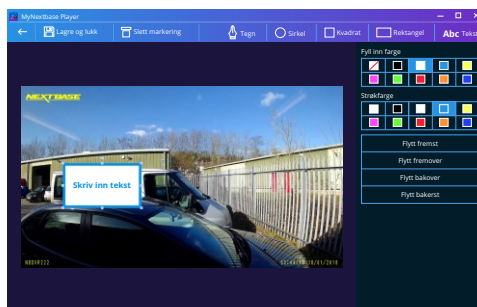 MyNextbase Player
Lagre og lukk
Slett markering
Tegn
Sirkel
Kvadrat
Rektangel
Abc Tekst
Fyll inn farge
Strøkfarge
Flytt fremst
Flytt fremover
Flytt bakover
Flytt bakerst
NEXTBASE
Skriv inn tekst
NBDVR222